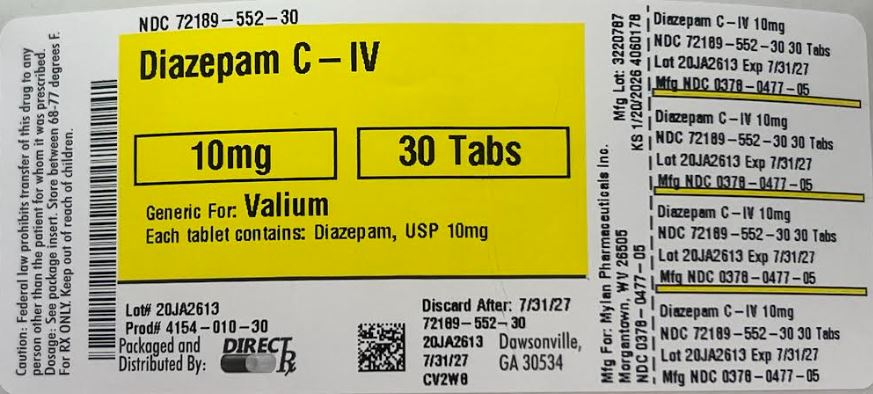 Caution: Federal law prohibits transfer of this drug to any
person other than the patient for whom it was prescribed.
Dosage: See package insert. Store between 68-77 degrees F.
For RX ONLY. Keep out of reach of children.
NDC 72189-552-30
Diazepam C-IV
10mg
30 Tabs
Generic For: Valium
Each tablet contains: Diazepam, USP 10mg
Lot# 20JA2613
Prod# 4154-010-30
Packaged and
Distributed By:
DIRECT Rx
Discard After: 7/31/27
72189-552-30
20JA2613
7/31/27
CV2W8
Dawsonville,
GA 30534
Mfg For: Mylan Pharmaceuticals Inc.
Morgantown, WV 26505
NDC 0378-0477-05
Mfg Lot: 3220787
KS 1/20/2026 4060178
Diazepam C-IV 10mg
NDC 72189-552-30 30 Tabs
Lot 20JA2613 Exp 7/31/27
Mfg NDC 0378-0477-05
Diazepam C-IV 10mg
NDC 72189-552-30 30 Tabs
Lot 20JA2613 Exp 7/31/27
Mfg NDC 0378-0477-05
Diazepam C-IV 10mg
NDC 72189-552-30 30 Tabs
Lot 20JA2613 Exp 7/31/27
Mfg NDC 0378-0477-05
Diazepam C-IV 10mg
NDC 72189-552-30 30 Tabs
Lot 20JA2613 Exp 7/31/27
Mfg NDC 0378-0477-05